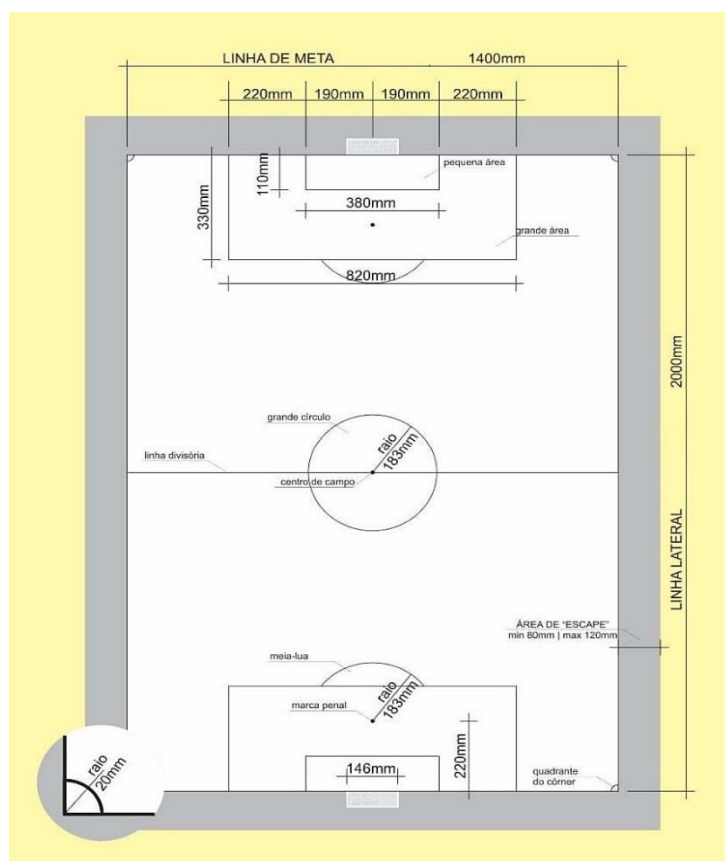 LINHA DE META 1400mm
220mm 190mm 190mm 220mm
pequena área
110mm
330mm
380mm
grande área
820mm
2000mm
grande círculo
raio
183mm
linha divisória
centro de campo
LINHA LATERAL
ÁREA DE "ESCAPE"
min 80mm | max 120mm
meia-lua
raio
183mm
marca penal
220mm
146mm
quadrante
do córner
raio
20mm